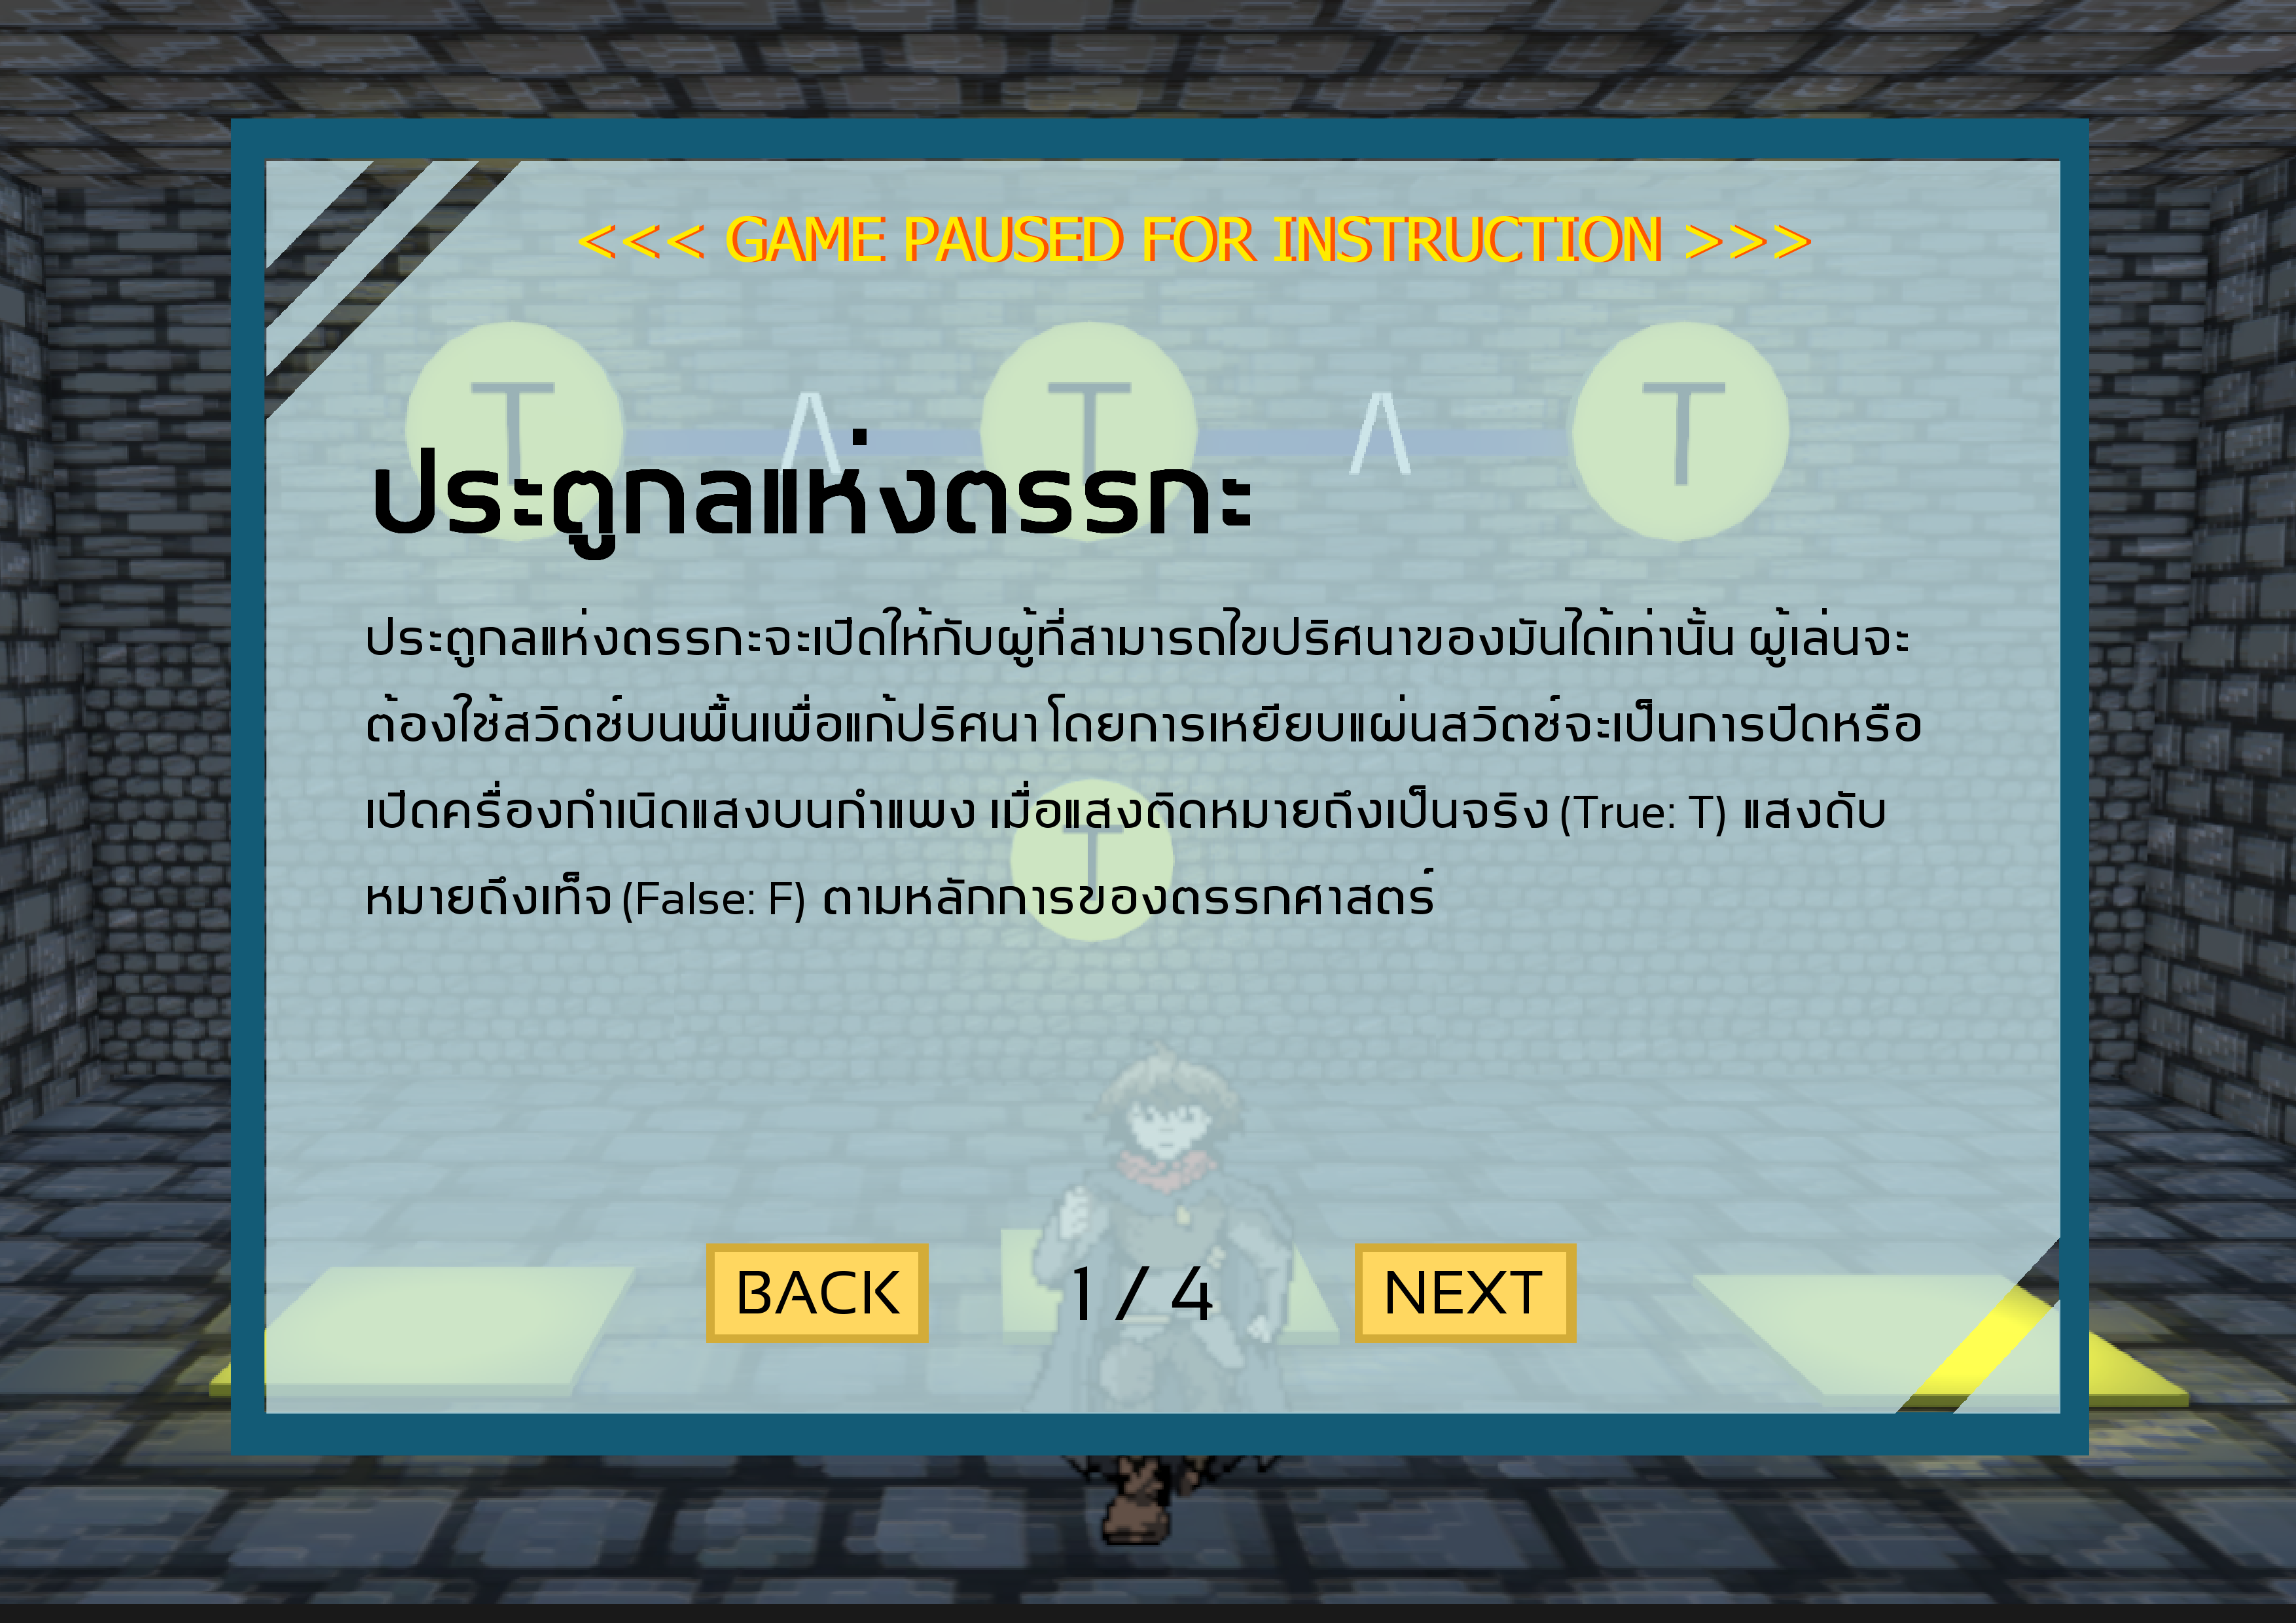 <<< GAME PAUSED FOR INSTRUCTION >>>
T ∧ T ∧ T
ประตูกลแห่งตรรกะ
ประตูกลแห่งตรรกะจะเปิดให้กับผู้ที่สามารถไขปริศนาของมันได้เท่านั้น ผู้เล่นจะ
ต้องใช้สวิตช์บนพื้นเพื่อแก้ปริศนา โดยการเหยียบแผ่นสวิตช์จะเป็นการปิดหรือ
เปิดครื่องกำเนิดแสงบนกำแพง เมื่อแสงติดหมายถึงเป็นจริง (True: T) แสงดับ
T
หมายถึงเท็จ (False: F) ตามหลักการของตรรกศาสตร์
BACK 1 / 4 NEXT